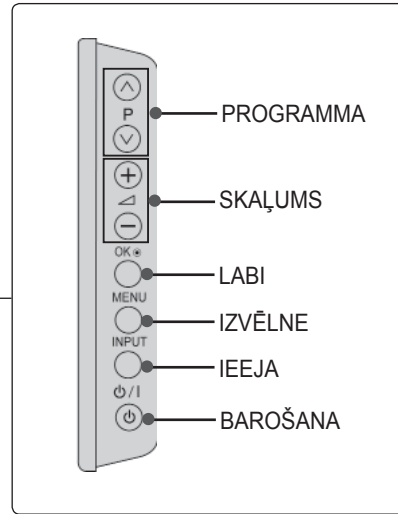 P
PROGRAMMA
SKAĻUMS
OK
LABI
MENU
IZVĒLNE
INPUT
IEEJA
/ I
BAROŠANA